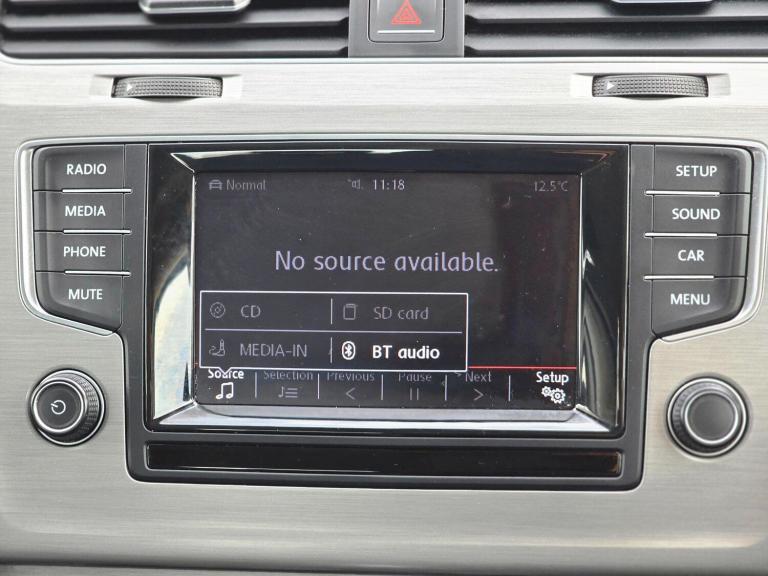 RADIO
MEDIA
PHONE
MUTE
Normal 11:18 12.5°C
No source available.
CD SD card
MEDIA-IN BT audio
Source Selection Previous Pause Next Setup
SETUP
SOUND
CAR
MENU